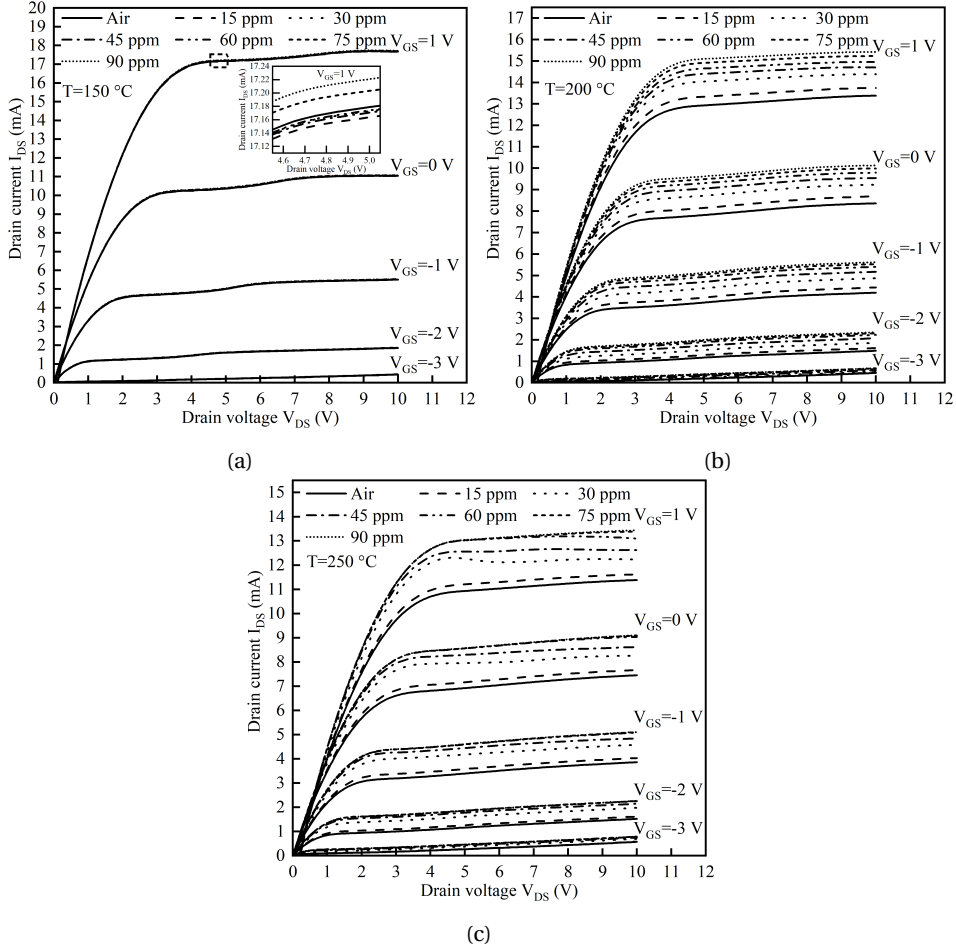 Air 15 ppm 30 ppm
45 ppm 60 ppm 75 ppm
90 ppm
T=150 °C
V_GS=1 V
V_GS=0 V
V_GS=-1 V
V_GS=-2 V
V_GS=-3 V
Drain current I_DS (mA)
20
19
18
17
16
15
14
13
12
11
10
9
8
7
6
5
4
3
2
1
0
0 1 2 3 4 5 6 7 8 9 10 11 12
Drain voltage V_DS (V)
V_GS=1 V
Drain current I_DS (mA)
17.24
17.22
17.20
17.18
17.16
17.14
17.12
4.6 4.7 4.8 4.9 5.0
Drain voltage V_DS (V)
(a)
Air 15 ppm 30 ppm
45 ppm 60 ppm 75 ppm
90 ppm
T=200 °C
V_GS=1 V
V_GS=0 V
V_GS=-1 V
V_GS=-2 V
V_GS=-3 V
Drain current I_DS (mA)
17
16
15
14
13
12
11
10
9
8
7
6
5
4
3
2
1
0
0 1 2 3 4 5 6 7 8 9 10 11 12
Drain voltage V_DS (V)
(b)
Air 15 ppm 30 ppm
45 ppm 60 ppm 75 ppm
90 ppm
T=250 °C
V_GS=1 V
V_GS=0 V
V_GS=-1 V
V_GS=-2 V
V_GS=-3 V
Drain current I_DS (mA)
15
14
13
12
11
10
9
8
7
6
5
4
3
2
1
0
0 1 2 3 4 5 6 7 8 9 10 11 12
Drain voltage V_DS (V)
(c)